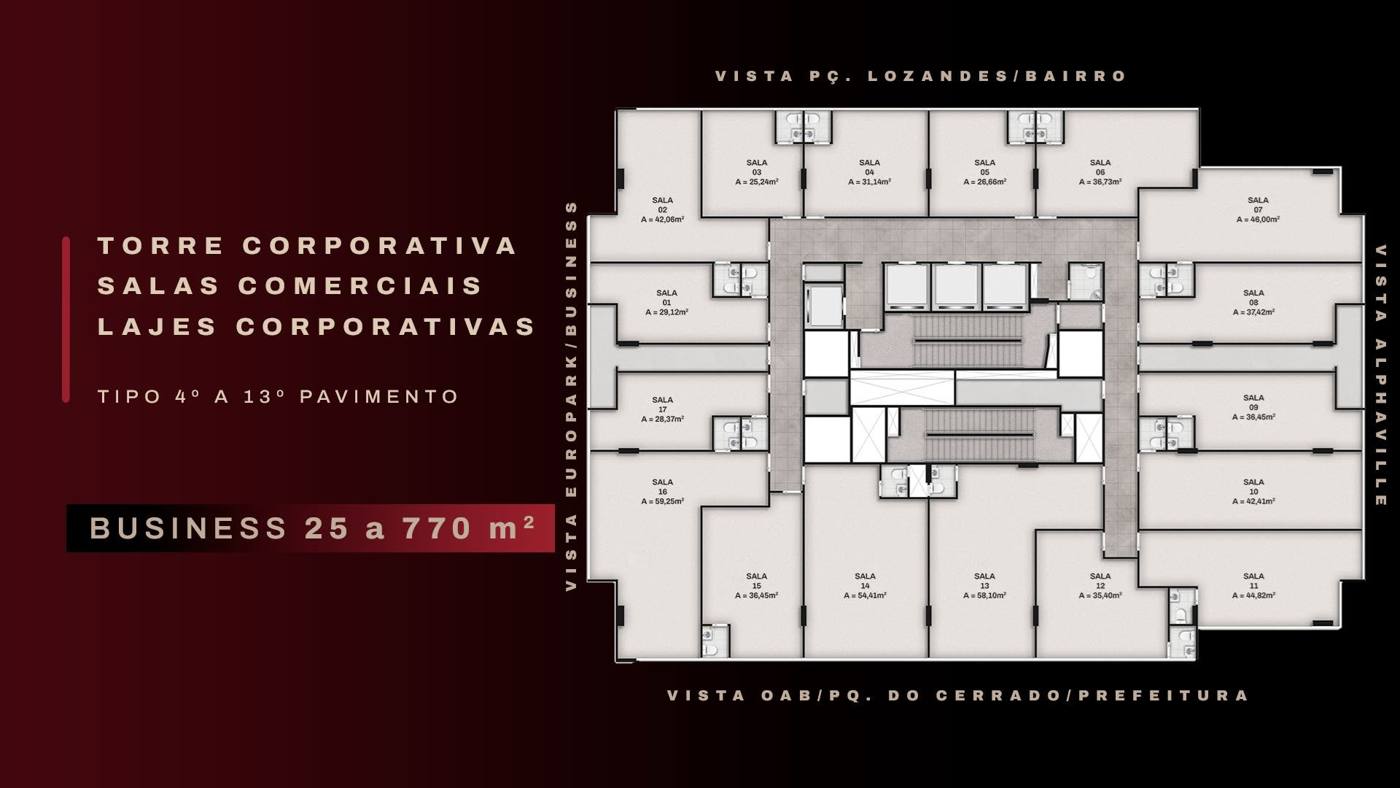 TORRE CORPORATIVA
SALAS COMERCIAIS
LAJES CORPORATIVAS
TIPO 4º A 13º PAVIMENTO
BUSINESS 25 a 770 m²
VISTA PÇ. LOZANDES/BAIRRO
VISTA EUROPARK/BUSINESS
VISTA ALPHAVILLE
VISTA OAB/PQ. DO CERRADO/PREFEITURA
SALA
02
A = 42,06m²
SALA
03
A = 25,24m²
SALA
04
A = 31,14m²
SALA
05
A = 26,66m²
SALA
06
A = 36,73m²
SALA
07
A = 46,00m²
SALA
01
A = 29,12m²
SALA
08
A = 37,42m²
SALA
17
A = 28,37m²
SALA
09
A = 36,45m²
SALA
16
A = 59,25m²
SALA
10
A = 42,41m²
SALA
15
A = 36,45m²
SALA
14
A = 54,41m²
SALA
13
A = 58,10m²
SALA
12
A = 35,40m²
SALA
11
A = 44,82m²